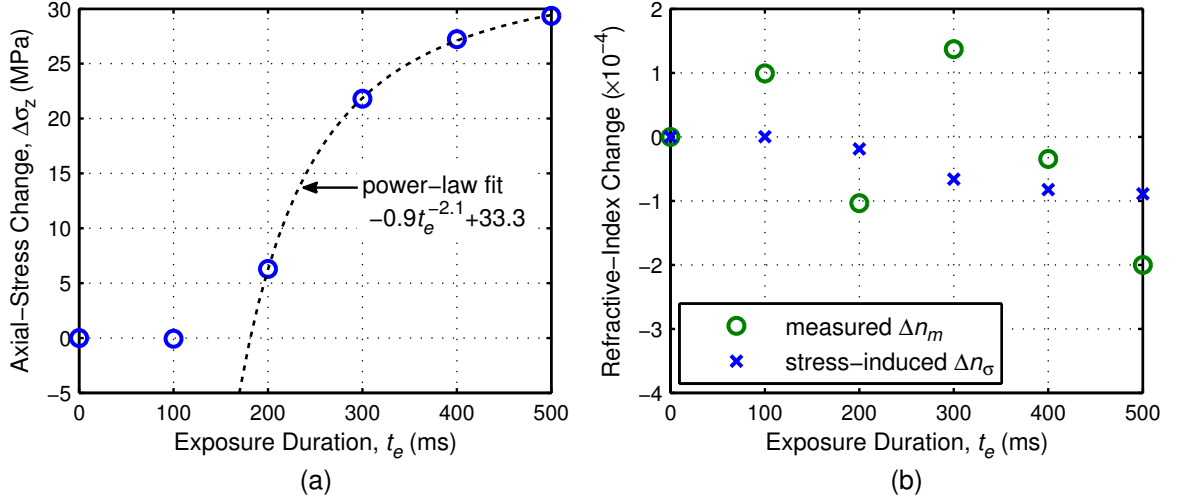 30
25
20
15
10
5
0
−5
Axial−Stress Change, Δσz (MPa)
power−law fit
−0.9te^−2.1+33.3
0 100 200 300 400 500
Exposure Duration, te (ms)
(a)
2
1
0
−1
−2
−3
−4
Refractive−Index Change (×10^−4)
measured Δnm
stress−induced Δnσ
0 100 200 300 400 500
Exposure Duration, te (ms)
(b)